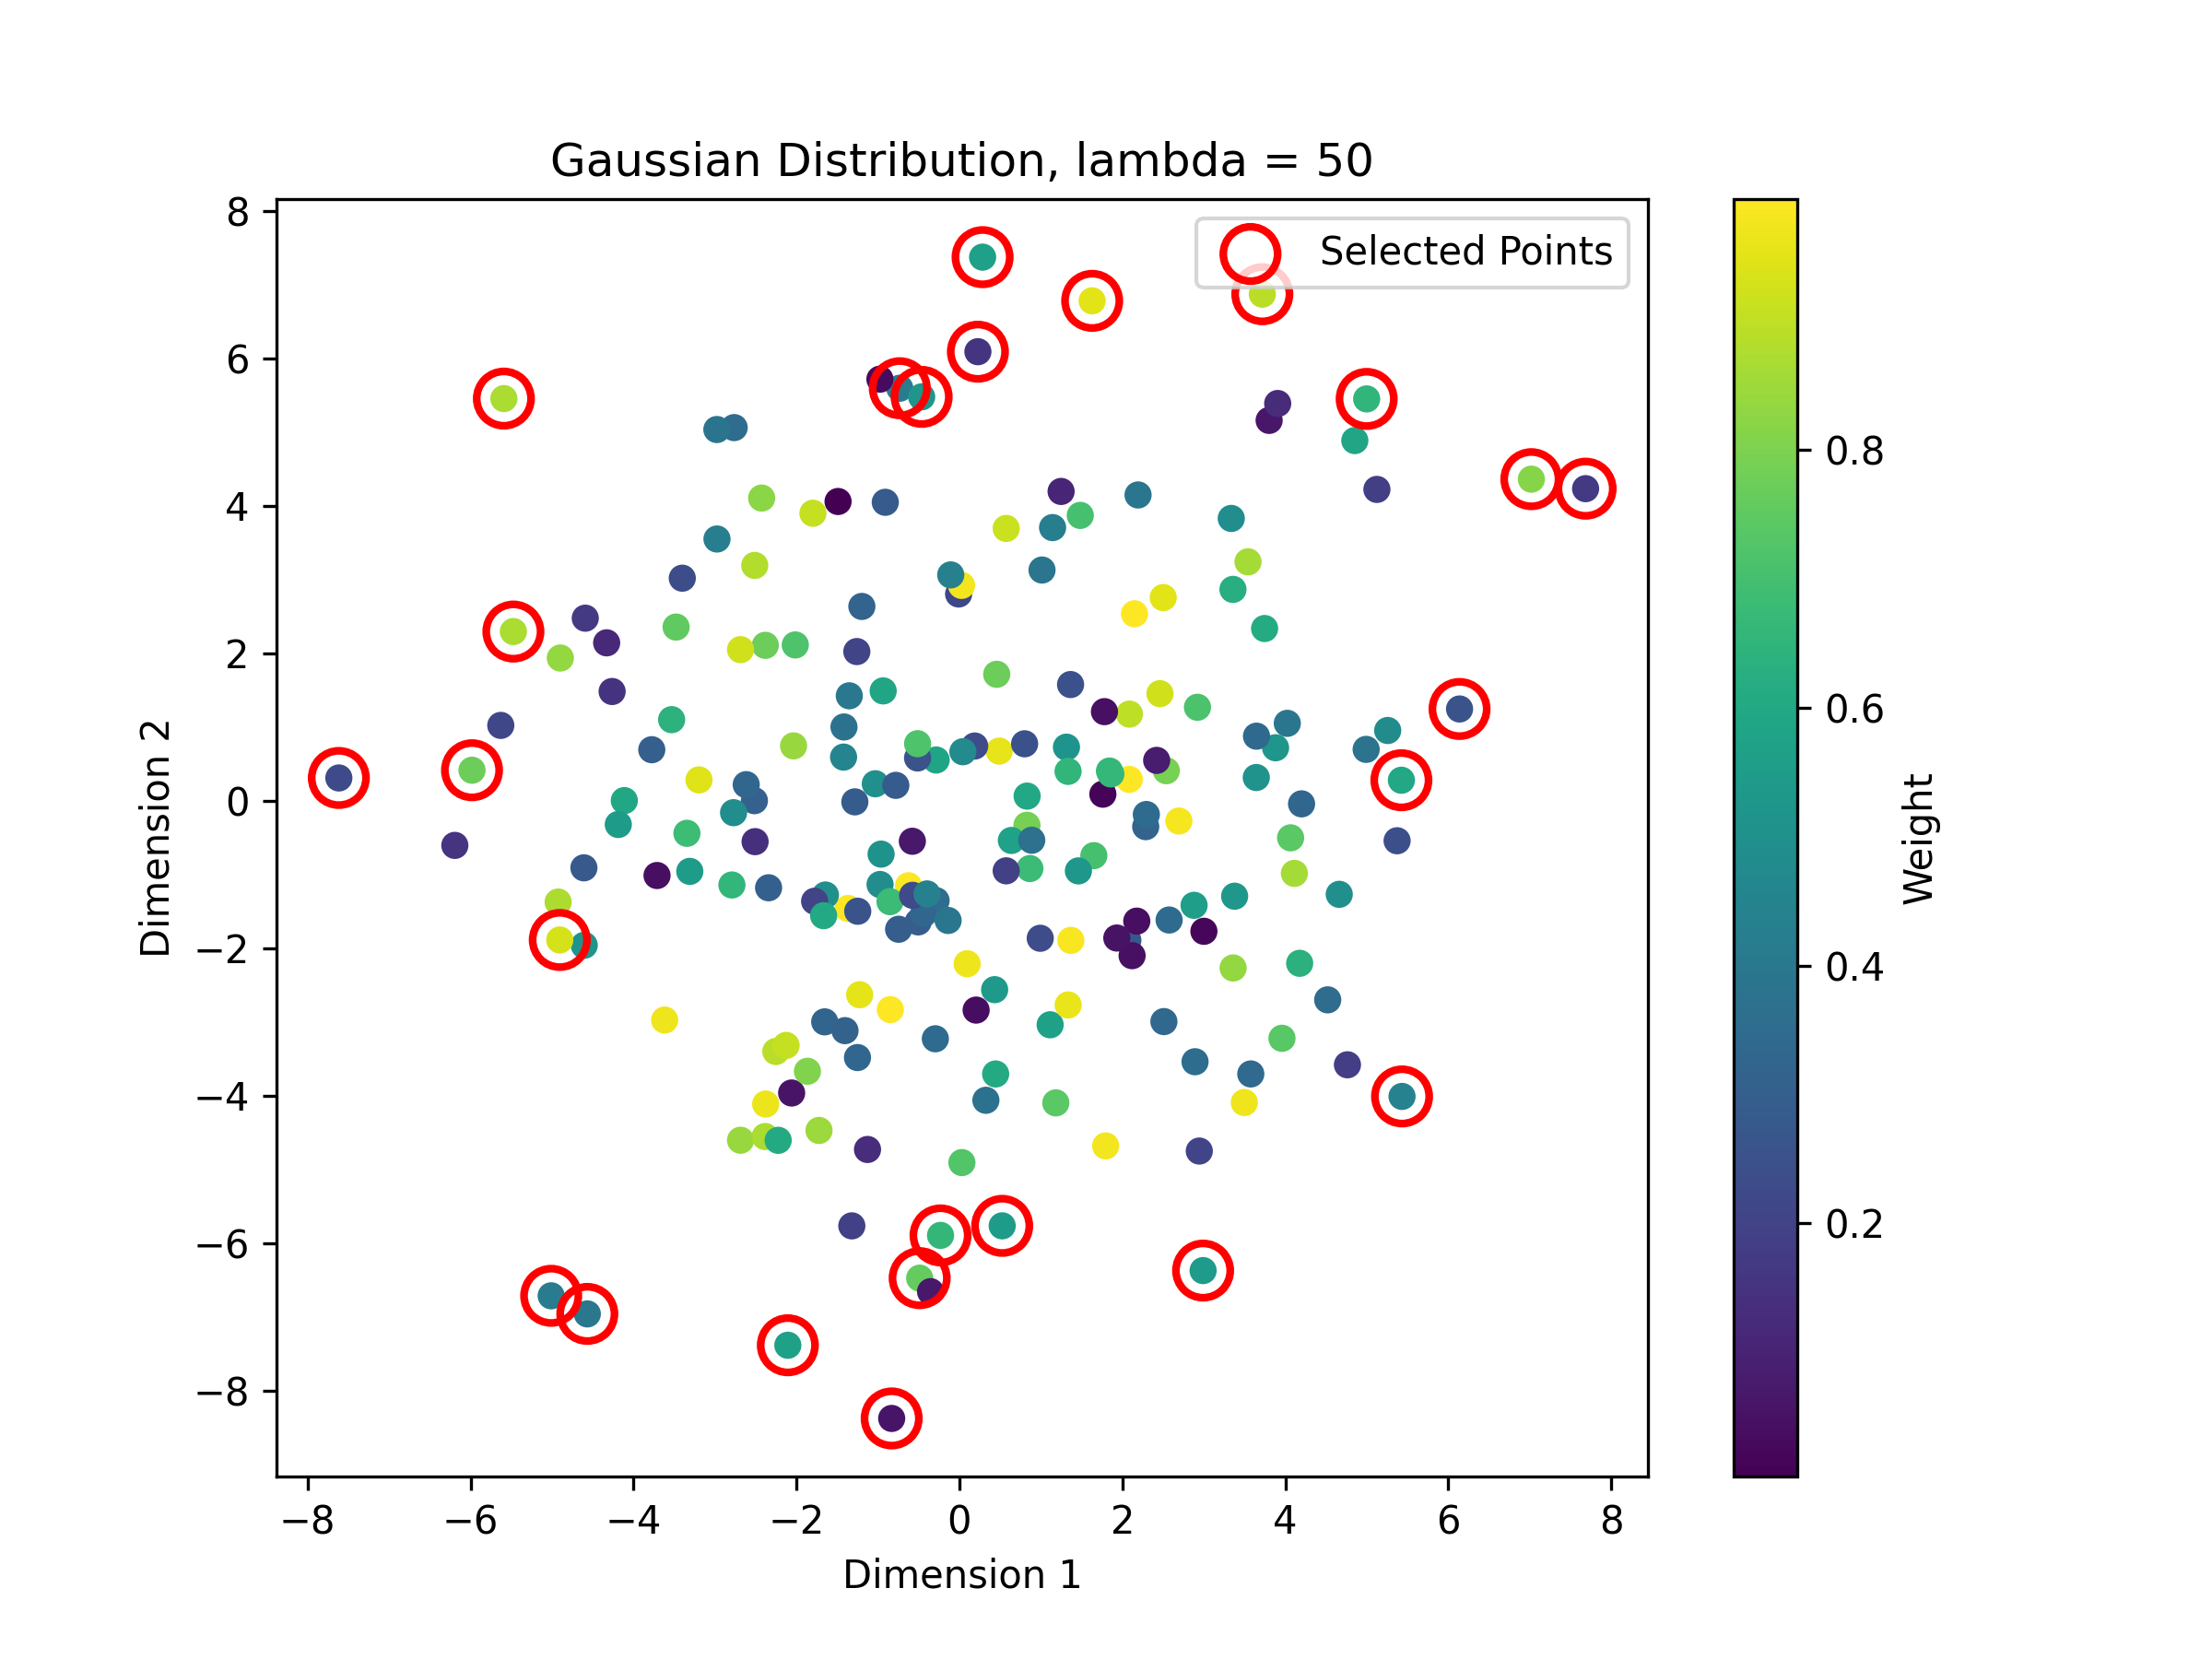 Gaussian Distribution, lambda = 50
Selected Points
8
6
4
2
0
−2
−4
−6
−8
Dimension 2
−8 −6 −4 −2 0 2 4 6 8
Dimension 1
0.8
0.6
0.4
0.2
Weight